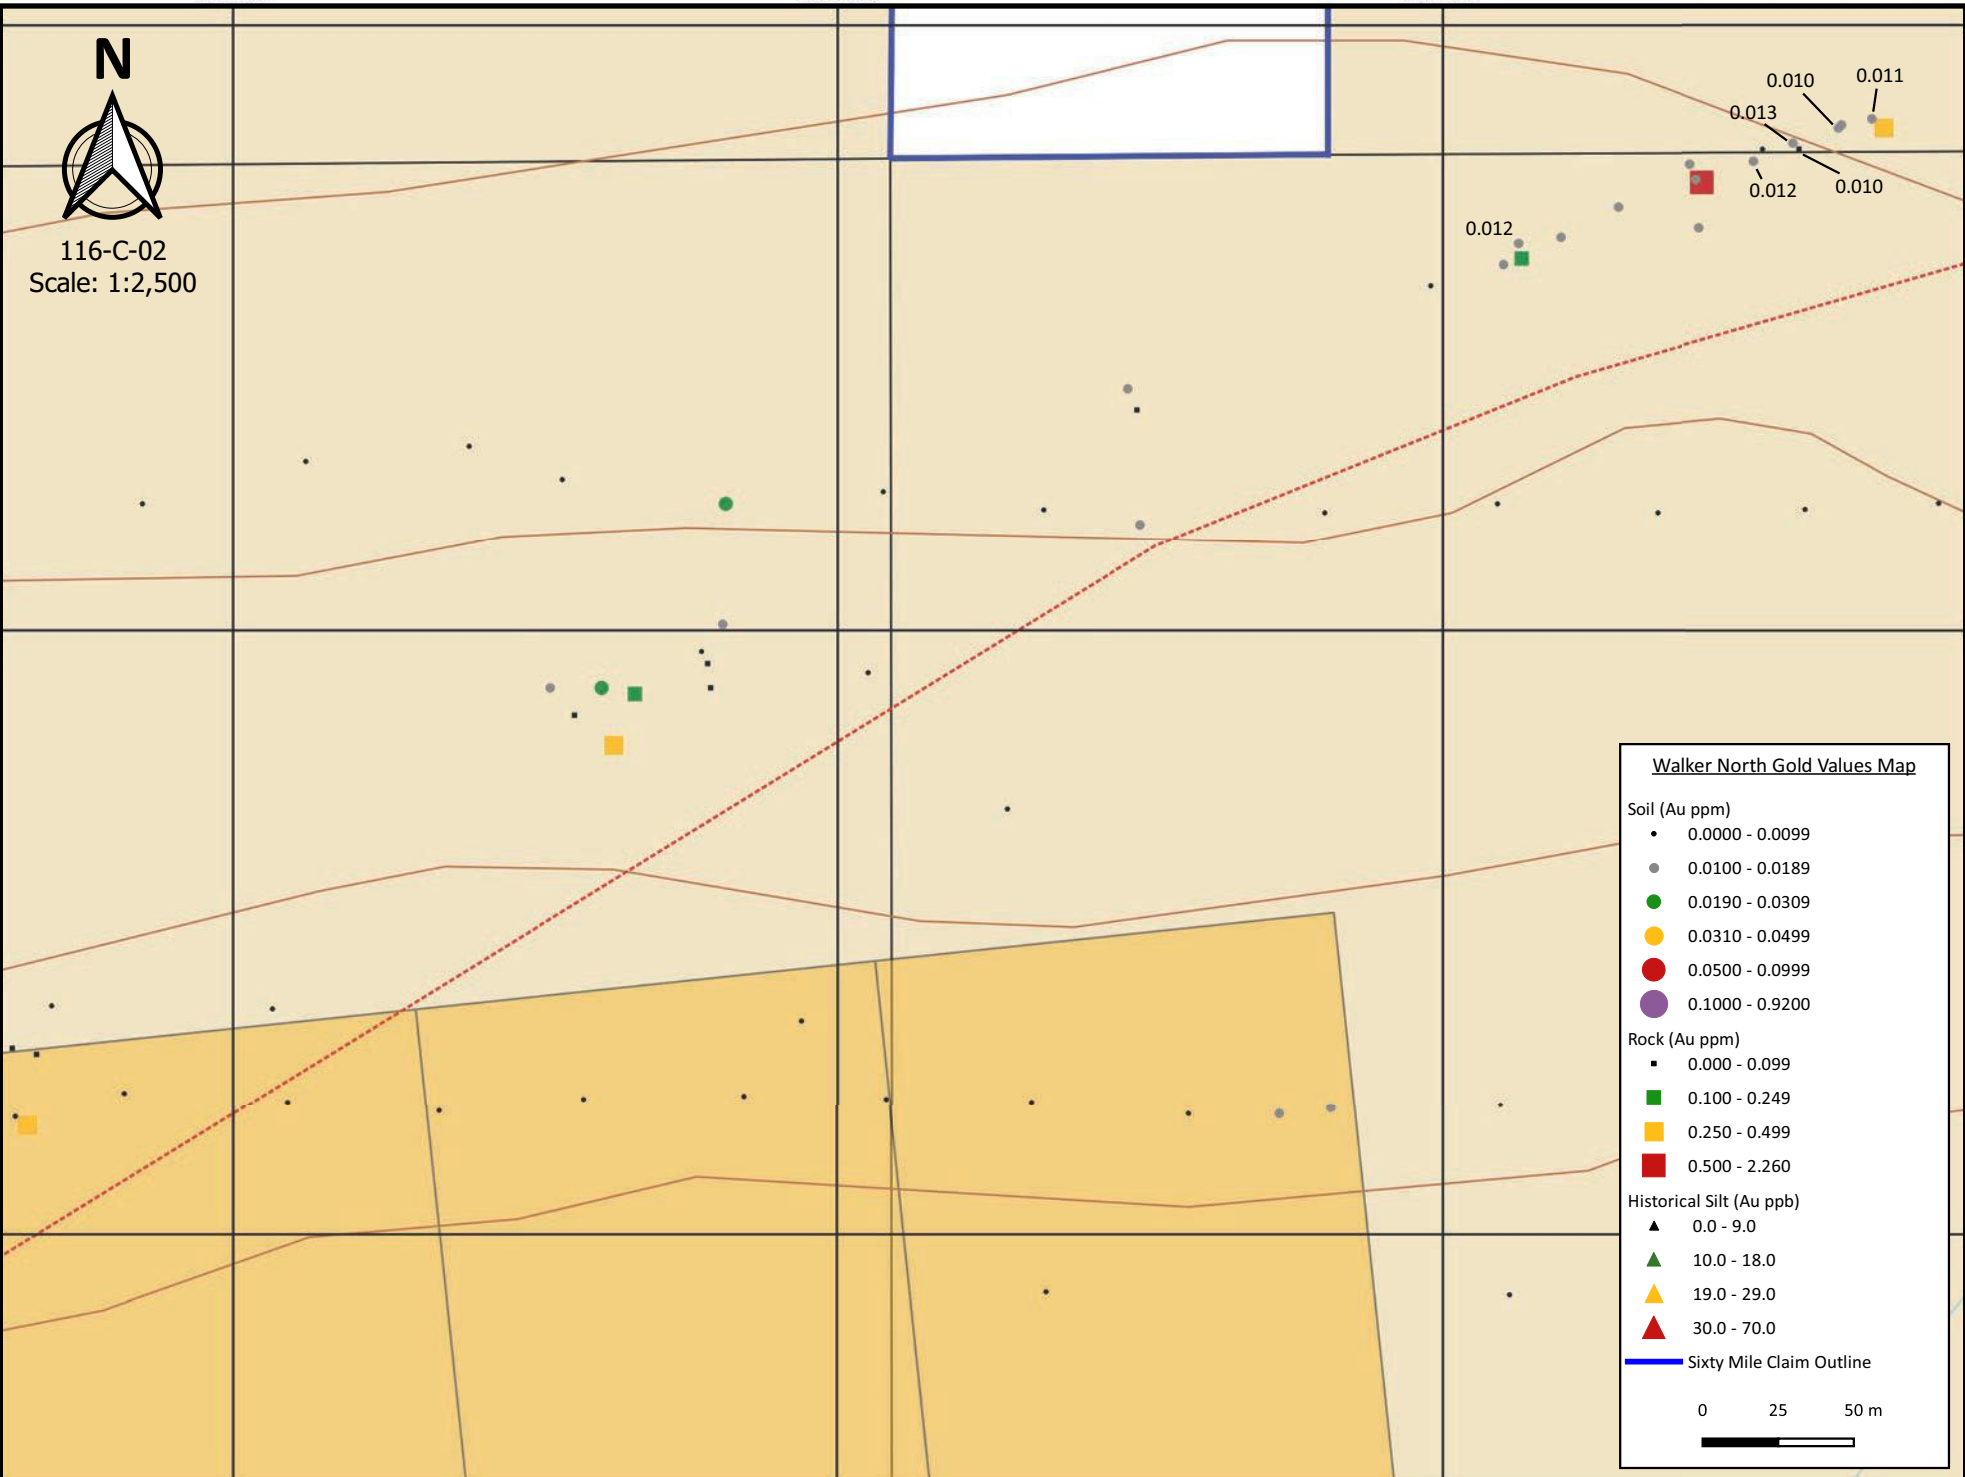 N
116-C-02
Scale: 1:2,500
0.010
0.011
0.013
0.012
0.010
0.012
Walker North Gold Values Map
Soil (Au ppm)
0.0000 - 0.0099
0.0100 - 0.0189
0.0190 - 0.0309
0.0310 - 0.0499
0.0500 - 0.0999
0.1000 - 0.9200
Rock (Au ppm)
0.000 - 0.099
0.100 - 0.249
0.250 - 0.499
0.500 - 2.260
Historical Silt (Au ppb)
0.0 - 9.0
10.0 - 18.0
19.0 - 29.0
30.0 - 70.0
Sixty Mile Claim Outline
0 25 50 m